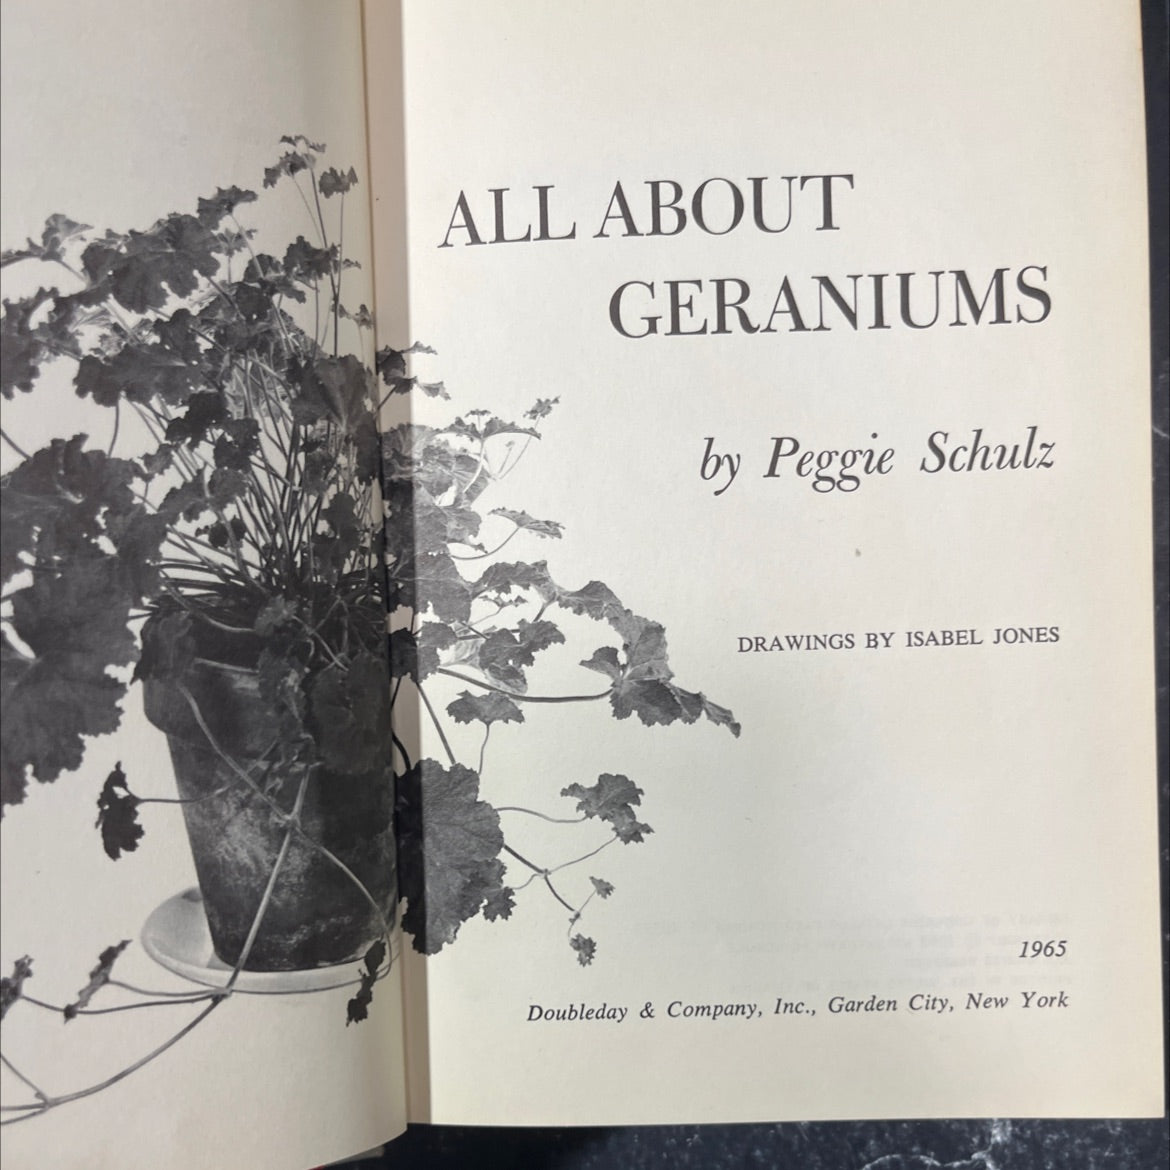 ALL ABOUT
GERANIUMS
by Peggie Schulz
DRAWINGS BY ISABEL JONES
1965
Doubleday & Company, Inc., Garden City, New York